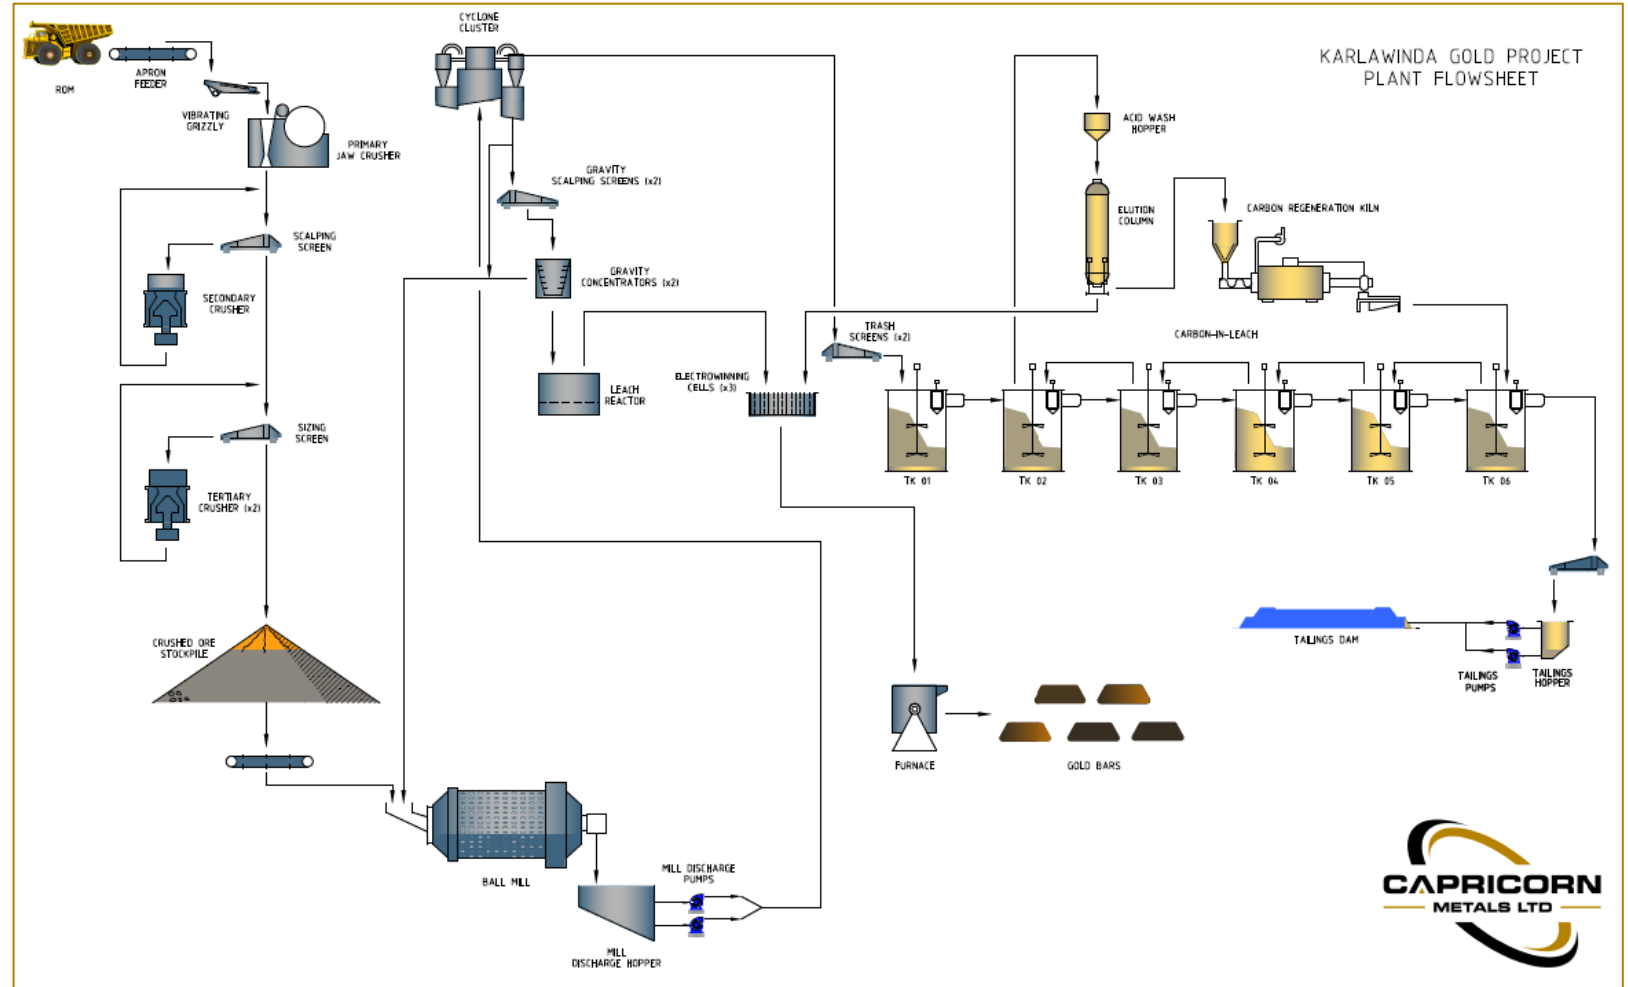 KARLAWINDA GOLD PROJECT
PLANT FLOWSHEET
ROM
APRON
FEEDER
VIBRATING
GRIZZLY
PRIMARY
JAW CRUSHER
SCALPING
SCREEN
SECONDARY
CRUSHER
SIZING
SCREEN
TERTIARY
CRUSHER (x2)
CRUSHED ORE
STOCKPILE
CYCLONE
CLUSTER
GRAVITY
SCALPING SCREENS (x2)
GRAVITY
CONCENTRATORS (x2)
LEACH
REACTOR
ELECTROWINNING
CELLS (x3)
TRASH
SCREENS (x2)
ACID WASH
HOPPER
ELUTION
COLUMN
CARBON REGENERATION KILN
CARBON-IN-LEACH
TK 01
TK 02
TK 03
TK 04
TK 05
TK 06
TAILINGS DAM
TAILINGS
PUMPS
TAILINGS
HOPPER
FURNACE
GOLD BARS
BALL MILL
MILL DISCHARGE
PUMPS
MILL
DISCHARGE HOPPER
CAPRICORN
METALS LTD